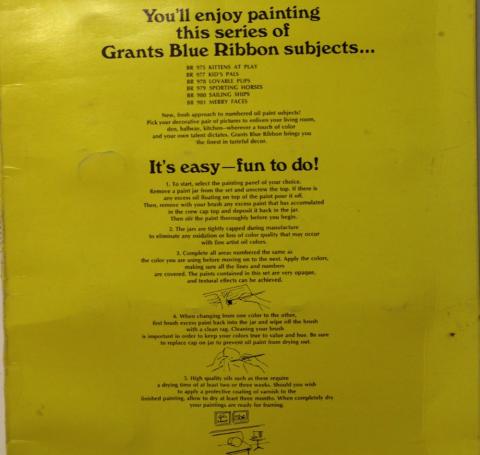 You'll enjoy painting
this series of
Grants Blue Ribbon subjects...
BR 975 KITTENS AT PLAY
BR 977 KID'S PALS
BR 978 LOVABLE PUPS
BR 979 SPORTING HORSES
BR 980 SAILING SHIPS
BR 981 MERRY FACES
New, fresh approach to numbered oil paint subjects!
Pick your decorative pair of pictures to enliven your living room,
den, hallway, kitchen—wherever a touch of color
and your own talent dictates. Grants Blue Ribbon brings you
the finest in tasteful decor.
It's easy—fun to do!
1. To start, select the painting panel of your choice.
Remove a paint jar from the set and unscrew the top. If there is
any excess oil floating on top of the paint pour it off.
Then, remove with your brush any excess paint that has accumulated
in the crew cap top and deposit it back in the jar.
Then stir the paint thoroughly before you begin.
2. The jars are tightly capped during manufacture
to eliminate any oxidation or loss of color quality that may occur
with fine artist oil colors.
3. Complete all areas numbered the same as
the color you are using before moving on to the next. Apply the colors,
making sure all the lines and numbers
are covered. The paints contained in this set are very opaque,
and textural effects can be achieved.
4. When changing from one color to the other,
first brush excess paint back into the jar and wipe off the brush
with a clean rag. Cleaning your brush
is important in order to keep your colors true to value and hue. Be sure
to replace cap on jar to prevent oil paint from drying out.
5. High quality oils such as these require
a drying time of at least two or three weeks. Should you wish
to apply a protective coating of varnish to the
finished painting, allow to dry at least three months. When completely dry
your paintings are ready for framing.